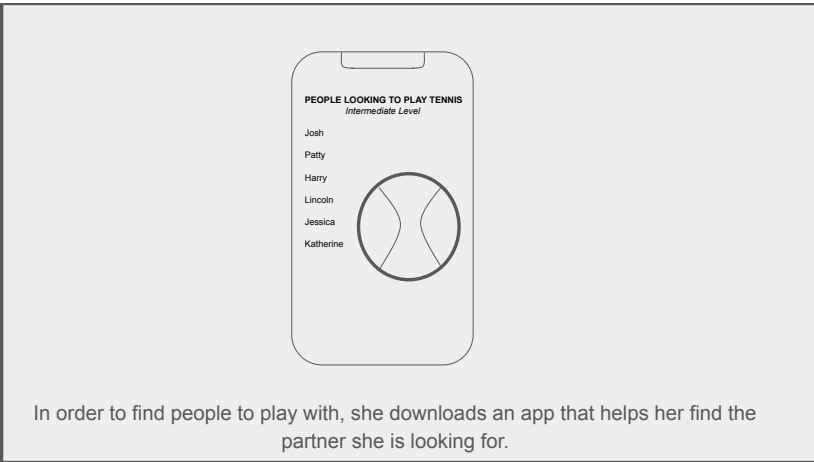 PEOPLE LOOKING TO PLAY TENNIS
Intermediate Level
Josh
Patty
Harry
Lincoln
Jessica
Katherine
In order to find people to play with, she downloads an app that helps her find the
partner she is looking for.